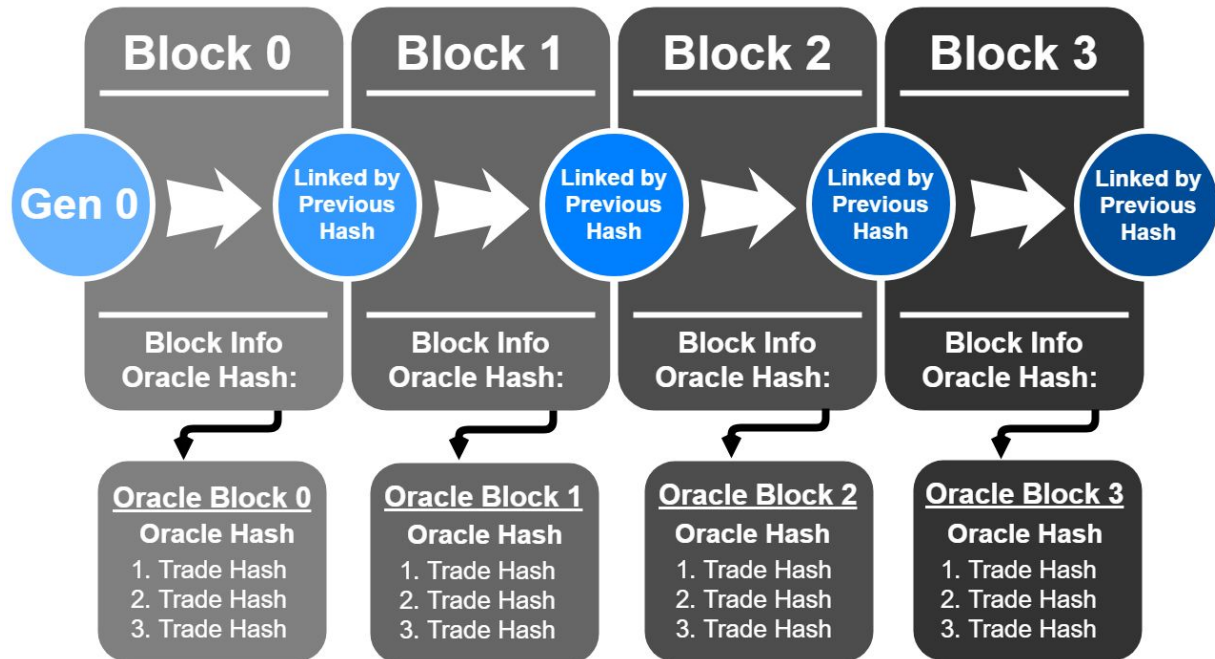 Block 0
Block 1
Block 2
Block 3
Gen 0
Linked by
Previous
Hash
Linked by
Previous
Hash
Linked by
Previous
Hash
Linked by
Previous
Hash
Block Info
Oracle Hash:
Block Info
Oracle Hash:
Block Info
Oracle Hash:
Block Info
Oracle Hash:
Oracle Block 0
Oracle Hash
1. Trade Hash
2. Trade Hash
3. Trade Hash
Oracle Block 1
Oracle Hash
1. Trade Hash
2. Trade Hash
3. Trade Hash
Oracle Block 2
Oracle Hash
1. Trade Hash
2. Trade Hash
3. Trade Hash
Oracle Block 3
Oracle Hash
1. Trade Hash
2. Trade Hash
3. Trade Hash